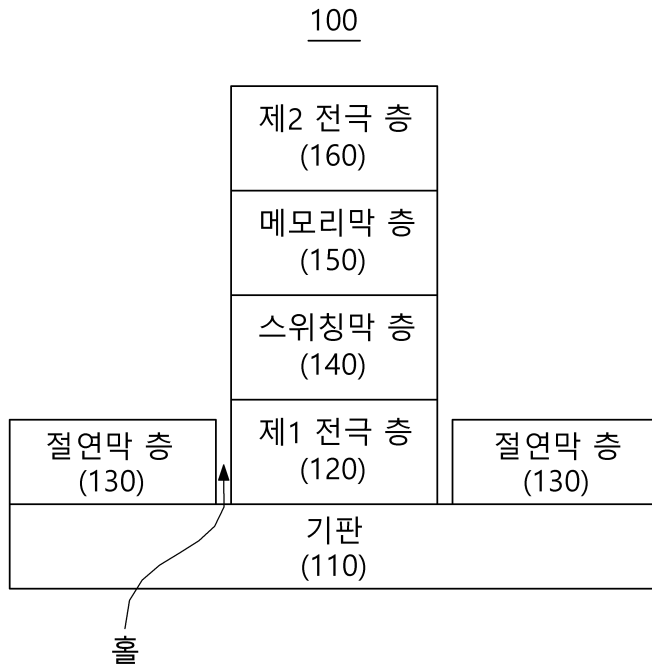 100
제2 전극 층
(160)
메모리막 층
(150)
스위칭막 층
(140)
제1 전극 층
(120)
절연막 층
(130)
절연막 층
(130)
기판
(110)
홀